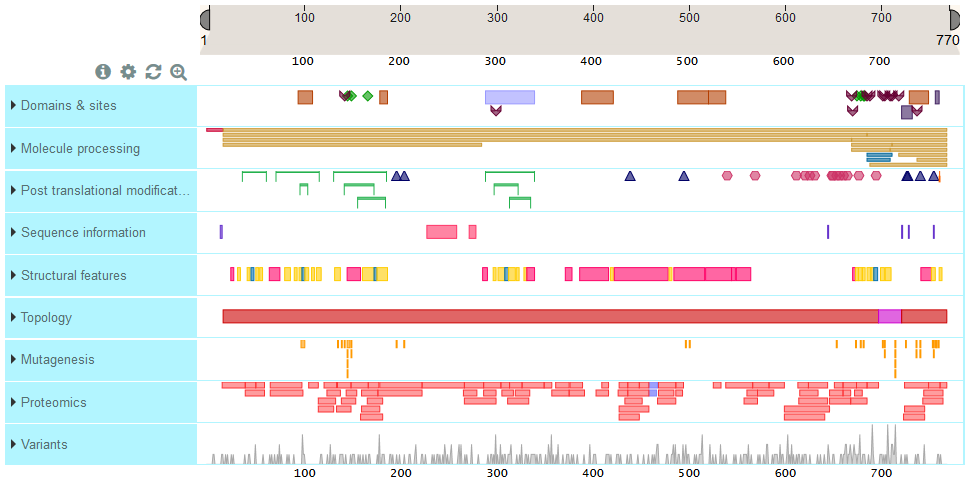 100 200 300 400 500 600 700
1 770
100 200 300 400 500 600 700
Domains & sites
Molecule processing
Post translational modificat...
Sequence information
Structural features
Topology
Mutagenesis
Proteomics
Variants
100 200 300 400 500 600 700